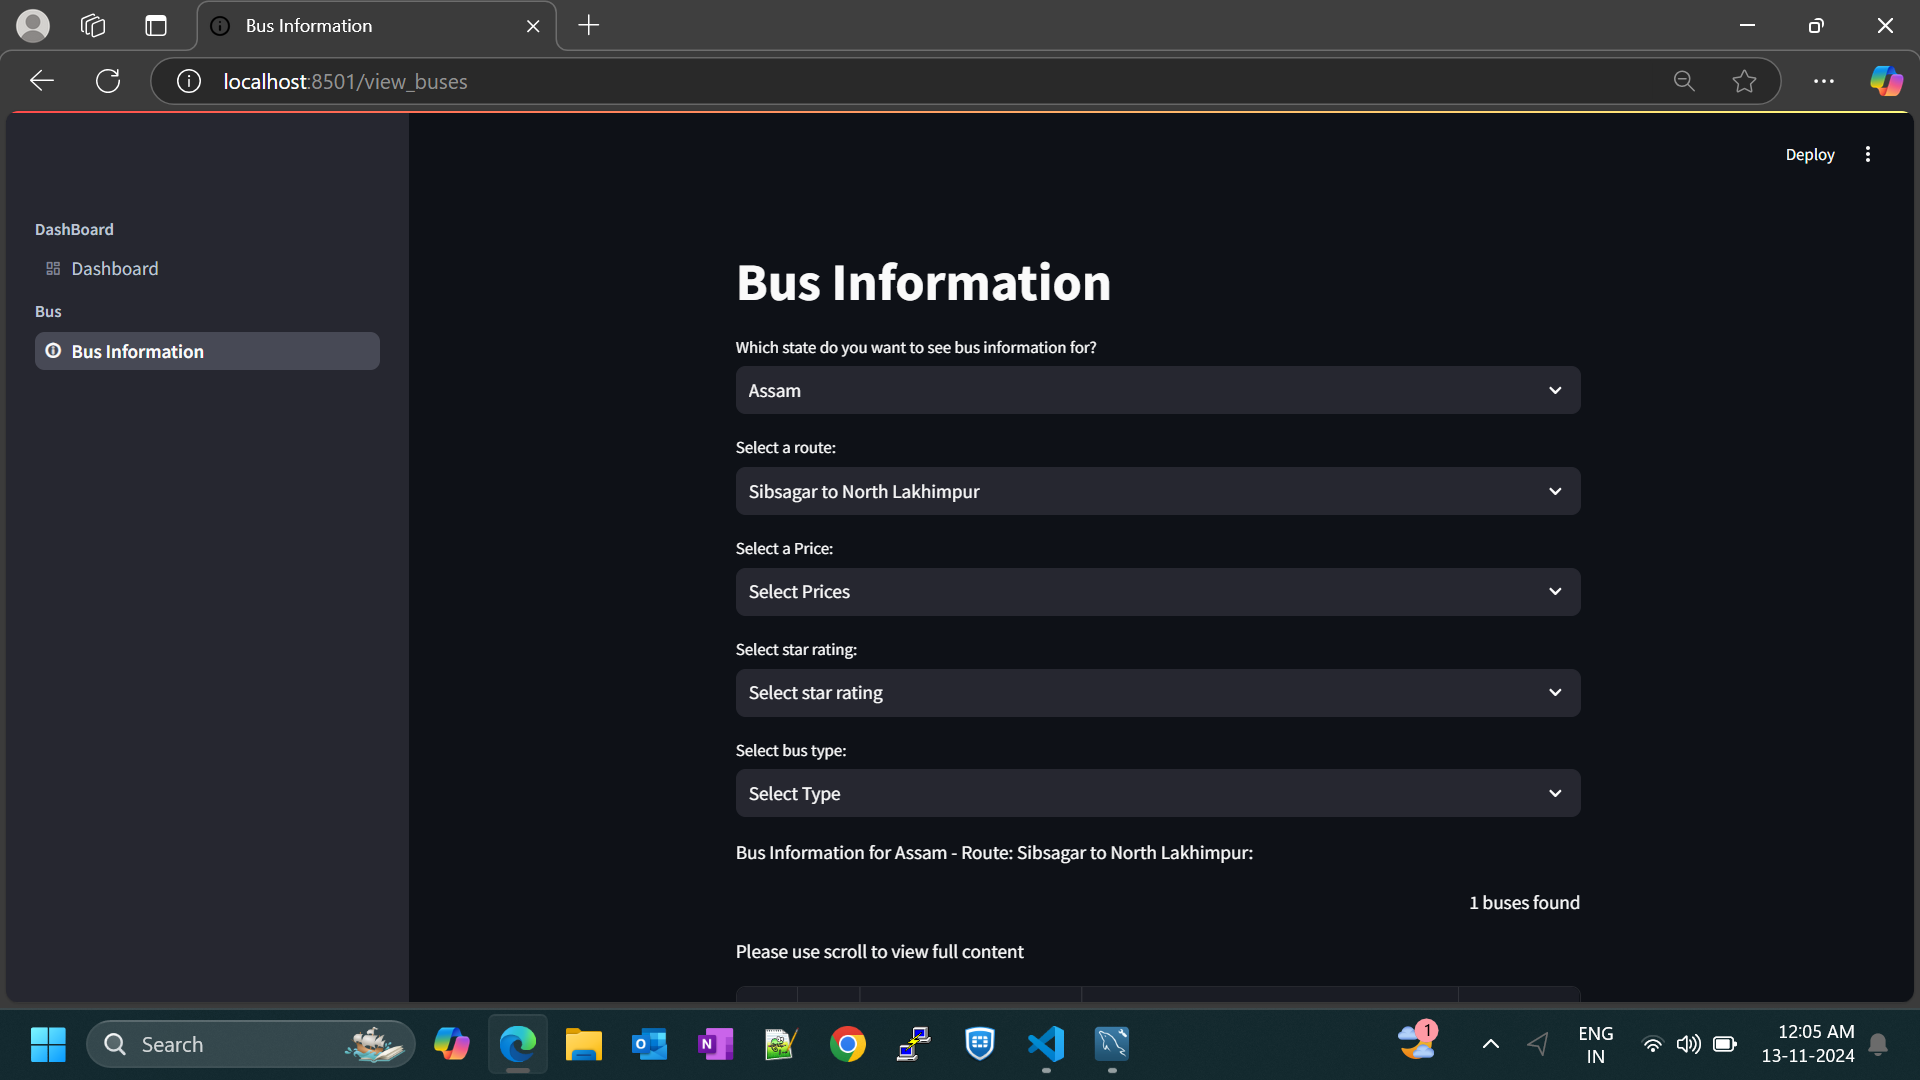 Bus Information
localhost:8501/view_buses
Deploy
DashBoard
Dashboard
Bus
Bus Information
Bus Information
Which state do you want to see bus information for?
Assam
Select a route:
Sibsagar to North Lakhimpur
Select a Price:
Select Prices
Select star rating:
Select star rating
Select bus type:
Select Type
Bus Information for Assam - Route: Sibsagar to North Lakhimpur:
1 buses found
Please use scroll to view full content
Search
1
ENG
IN
12:05 AM
13-11-2024